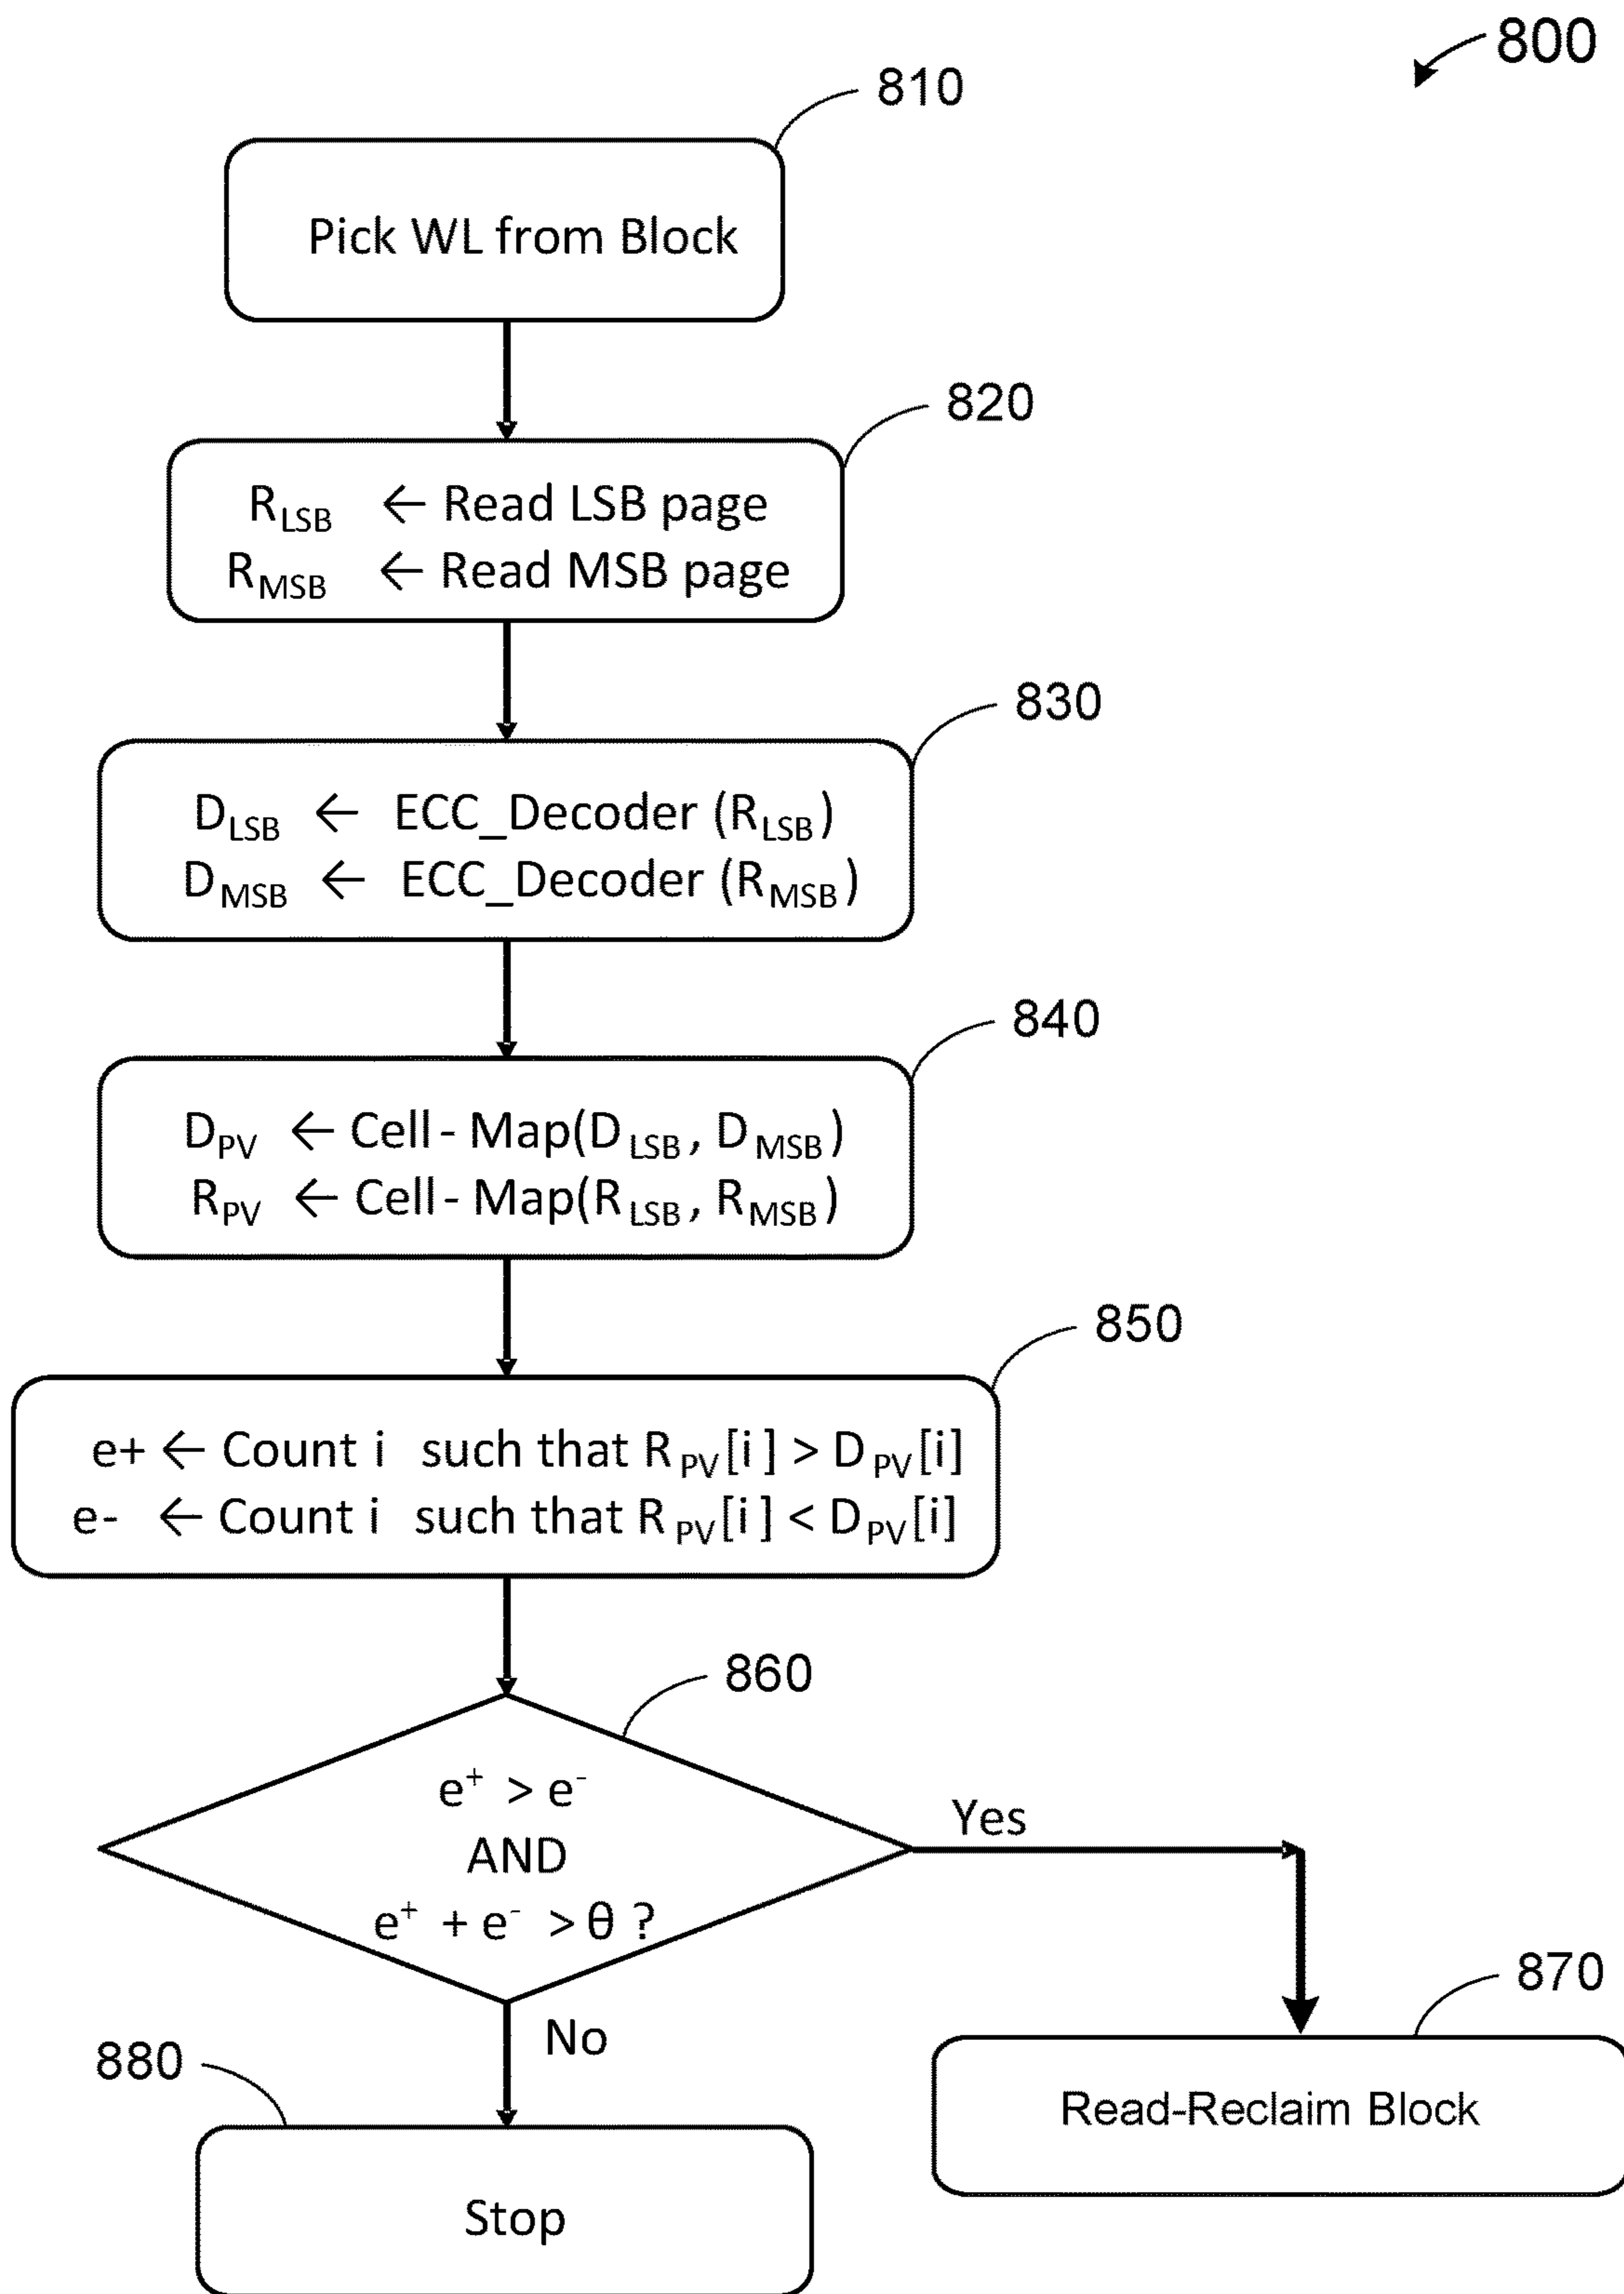 800
810
Pick WL from Block
820
R_LSB ← Read LSB page
R_MSB ← Read MSB page
830
D_LSB ← ECC_Decoder (R_LSB)
D_MSB ← ECC_Decoder (R_MSB)
840
D_PV ← Cell - Map(D_LSB, D_MSB)
R_PV ← Cell - Map(R_LSB, R_MSB)
850
e+ ← Count i such that R_PV[i] > D_PV[i]
e- ← Count i such that R_PV[i] < D_PV[i]
860
e⁺ > e⁻
AND
e⁺ + e⁻ > θ ?
Yes
No
870
Read-Reclaim Block
880
Stop